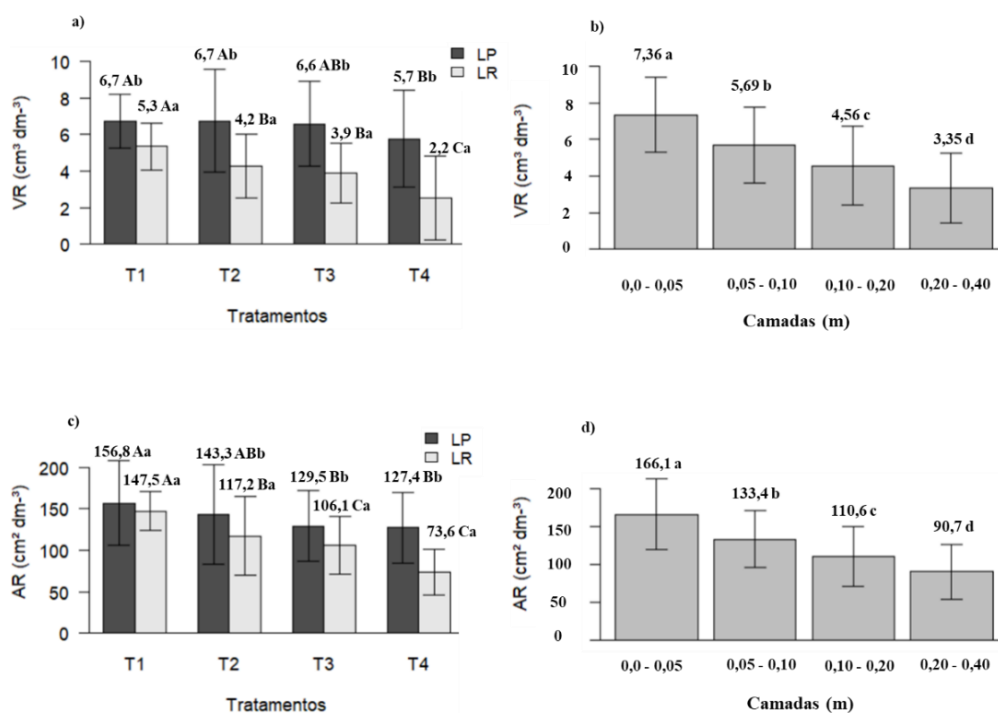 a)
LP
LR
6,7 Ab
6,7 Ab
6,6 ABb
5,7 Bb
5,3 Aa
4,2 Ba
3,9 Ba
2,2 Ca
10
8
6
4
2
0
VR (cm³ dm-³)
T1 T2 T3 T4
Tratamentos
b)
7,36 a
5,69 b
4,56 c
3,35 d
10
8
6
4
2
0
VR (cm³ dm-³)
0,0 - 0,05 0,05 - 0,10 0,10 - 0,20 0,20 - 0,40
Camadas (m)
c)
LP
LR
156,8 Aa
143,3 ABb
129,5 Bb
127,4 Bb
147,5 Aa
117,2 Ba
106,1 Ca
73,6 Ca
200
150
100
50
0
AR (cm² dm-³)
T1 T2 T3 T4
Tratamentos
d)
166,1 a
133,4 b
110,6 c
90,7 d
200
150
100
50
0
AR (cm² dm-³)
0,0 - 0,05 0,05 - 0,10 0,10 - 0,20 0,20 - 0,40
Camadas (m)